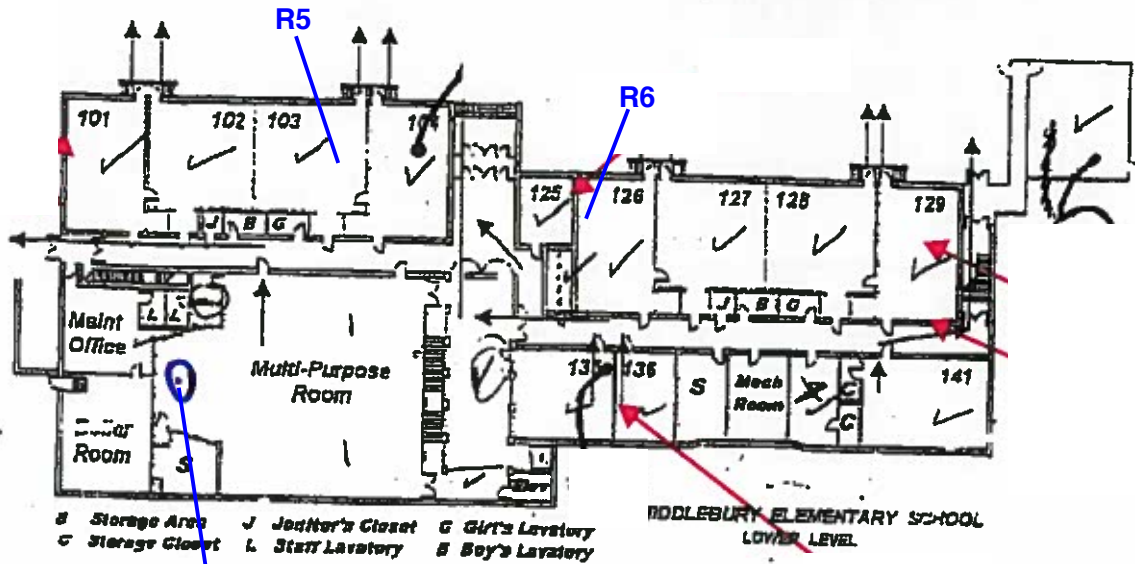 R5
R6
101
102
103
104
125
126
127
128
129
J
B
G
J
B
G
L
L
Maint
Office
Multi-Purpose
Room
135
136
S
Mech
Room
C
C
141
Room
S
S Storage Area J Janitor's Closet G Girl's Lavatory
C Storage Closet L Staff Lavatory B Boy's Lavatory
MIDDLEBURY ELEMENTARY SCHOOL
LOWER LEVEL